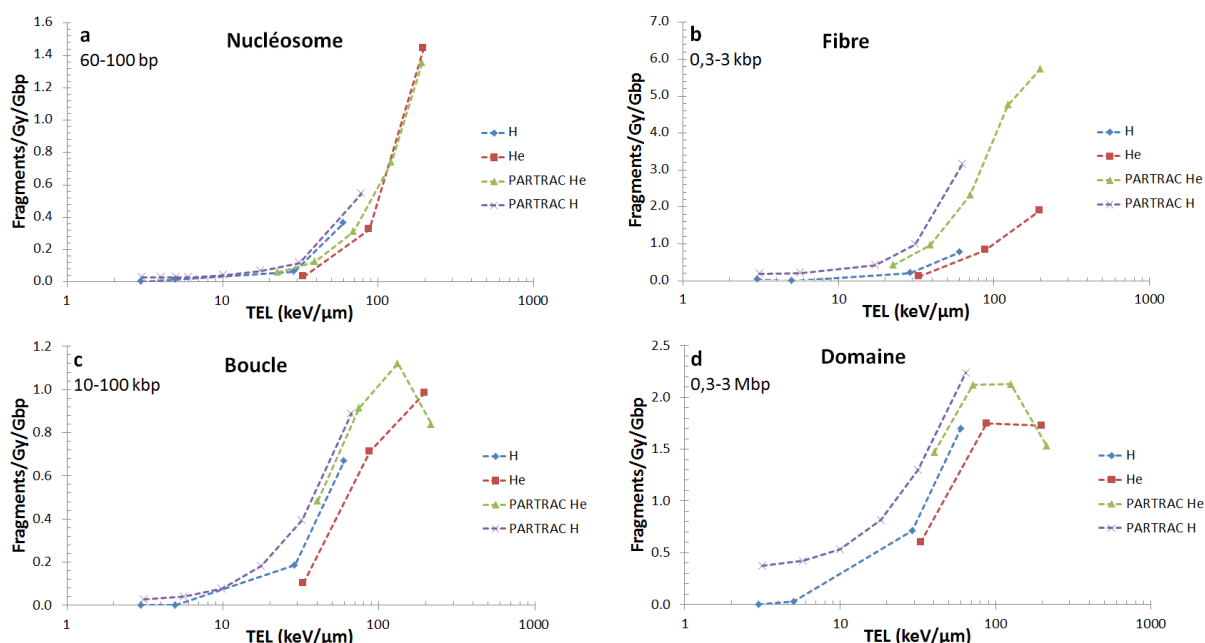 a
Nucléosome
60-100 bp
Fragments/Gy/Gbp
1.6
1.4
1.2
1.0
0.8
0.6
0.4
0.2
0.0
1
10
100
1000
TEL (keV/μm)
H
He
PARTRAC He
PARTRAC H
b
Fibre
0,3-3 kbp
Fragments/Gy/Gbp
7.0
6.0
5.0
4.0
3.0
2.0
1.0
0.0
1
10
100
1000
TEL (keV/μm)
H
He
PARTRAC He
PARTRAC H
c
Boucle
10-100 kbp
Fragments/Gy/Gbp
1.2
1.0
0.8
0.6
0.4
0.2
0.0
1
10
100
1000
TEL (keV/μm)
H
He
PARTRAC He
PARTRAC H
d
Domaine
0,3-3 Mbp
Fragments/Gy/Gbp
2.5
2.0
1.5
1.0
0.5
0.0
1
10
100
1000
TEL (keV/μm)
H
He
PARTRAC He
PARTRAC H